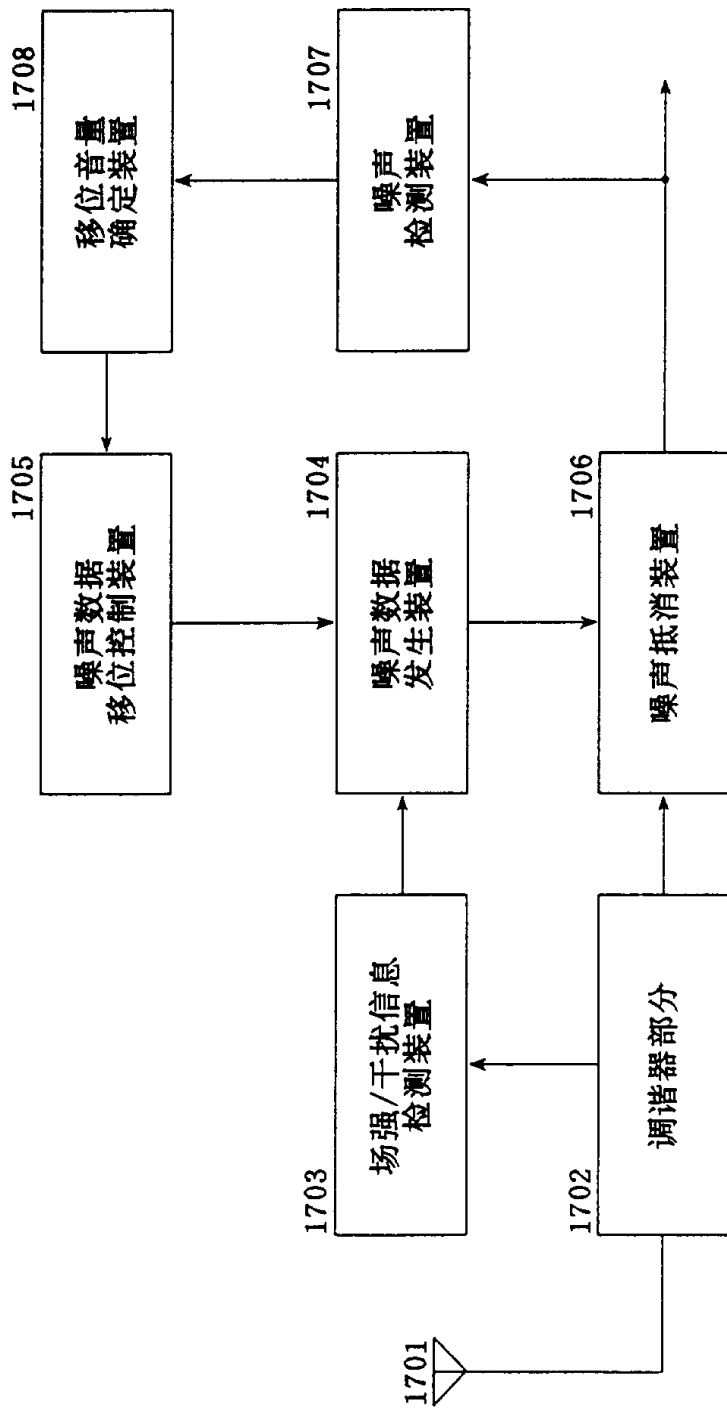 1708
移位音量
确定装置
1707
噪声
检测装置
1705
噪声数据
移位控制装置
1704
噪声数据
发生装置
1706
噪声抵消装置
1703
场强/干扰信息
检测装置
1702
调谐器部分
1701